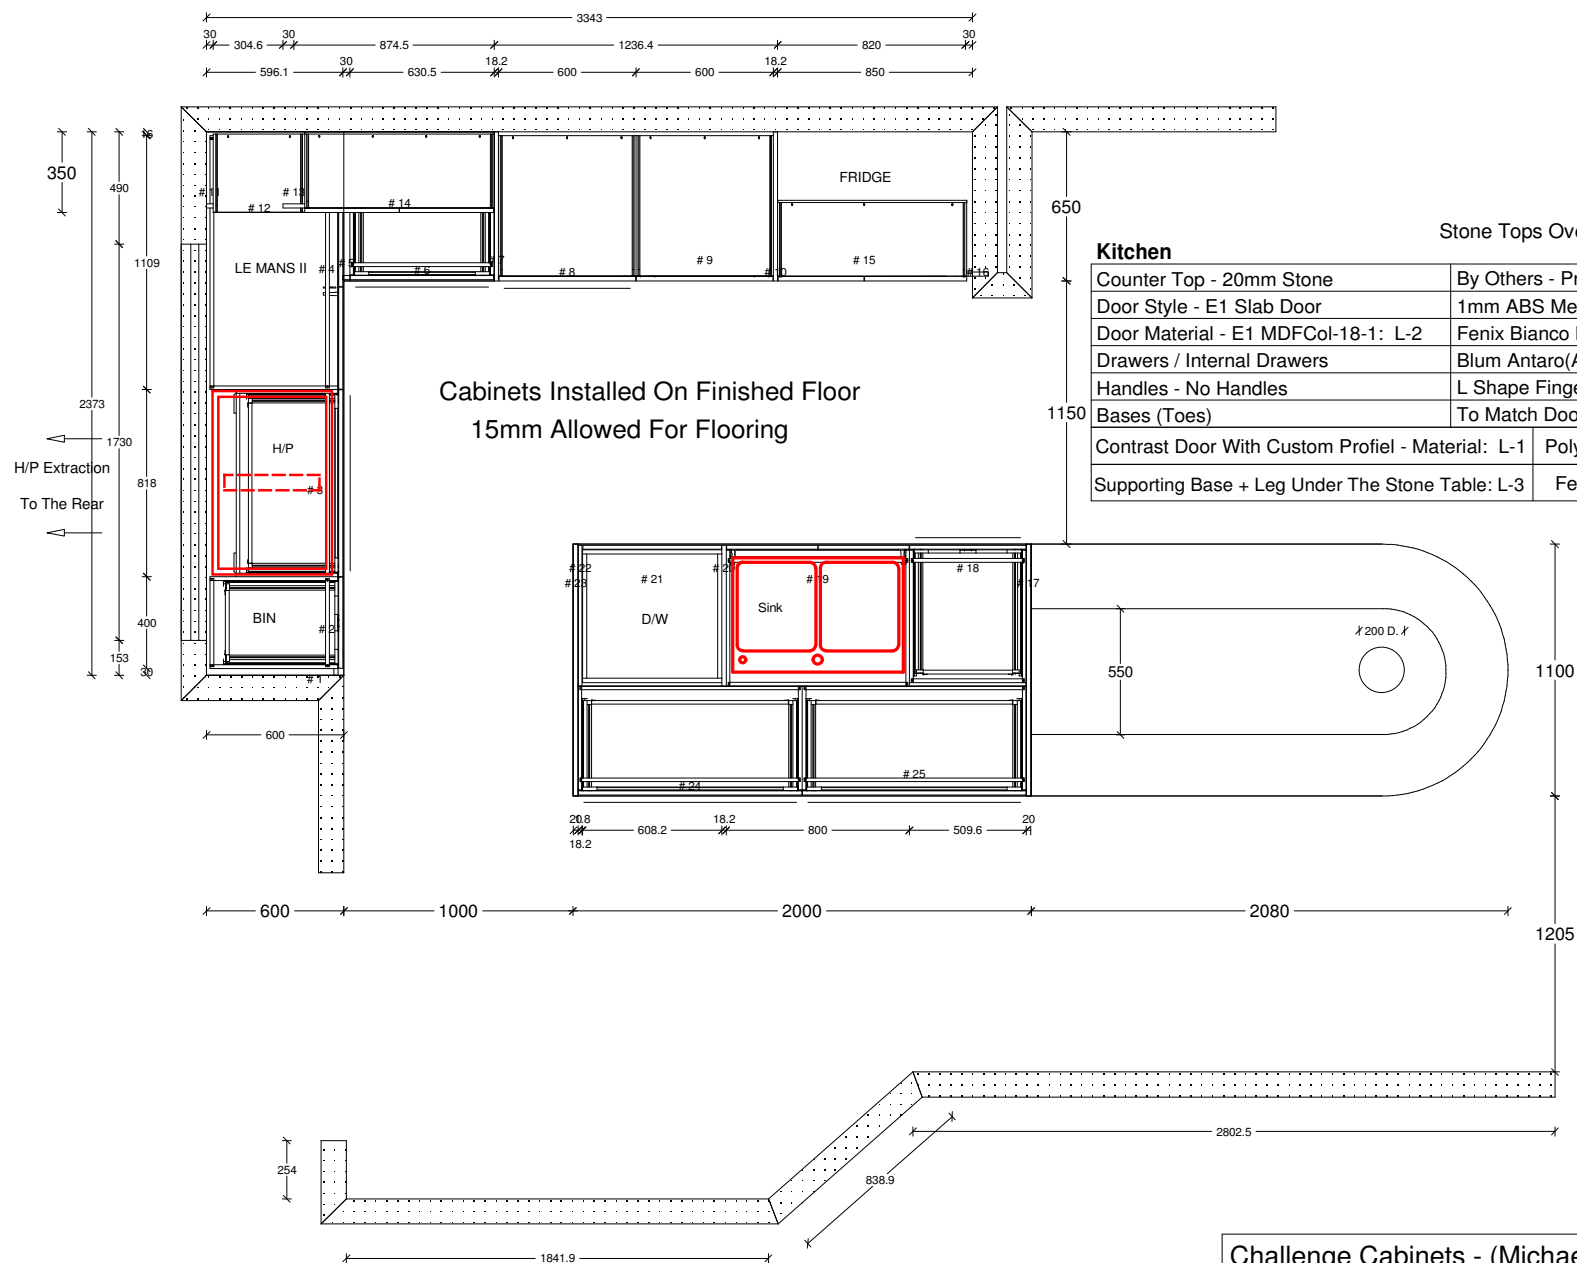 3343
30 304.6 30 874.5 1236.4 820 30
596.1 30 630.5 18.2 600 600 18.2 850
350
490
1109
2373
1730
818
400
153
30
# 11
# 12
# 13
# 14
FRIDGE
LE MANS II
# 4
# 5
# 6
# 7
# 8
# 9
# 10
# 15
# 16
650
1150
Stone Tops Ov
Kitchen
Counter Top - 20mm Stone By Others - P
Door Style - E1 Slab Door 1mm ABS Me
Door Material - E1 MDFCol-18-1: L-2 Fenix Bianco
Drawers / Internal Drawers Blum Antaro(A
Handles - No Handles L Shape Finge
Bases (Toes) To Match Doo
Contrast Door With Custom Profiel - Material: L-1 Poly
Supporting Base + Leg Under The Stone Table: L-3 Fe
Cabinets Installed On Finished Floor
15mm Allowed For Flooring
H/P Extraction
To The Rear
H/P
# 3
BIN
# 2
# 1
600
# 22
# 23
# 21
D/W
Sink
# 19
# 18
# 17
# 24
# 25
550
200 D.
1100
20 18.2 608.2 18.2 800 509.6 20
600 1000 2000 2080
1205
2802.5
838.9
254
1841.9
Challenge Cabinets - (Michae